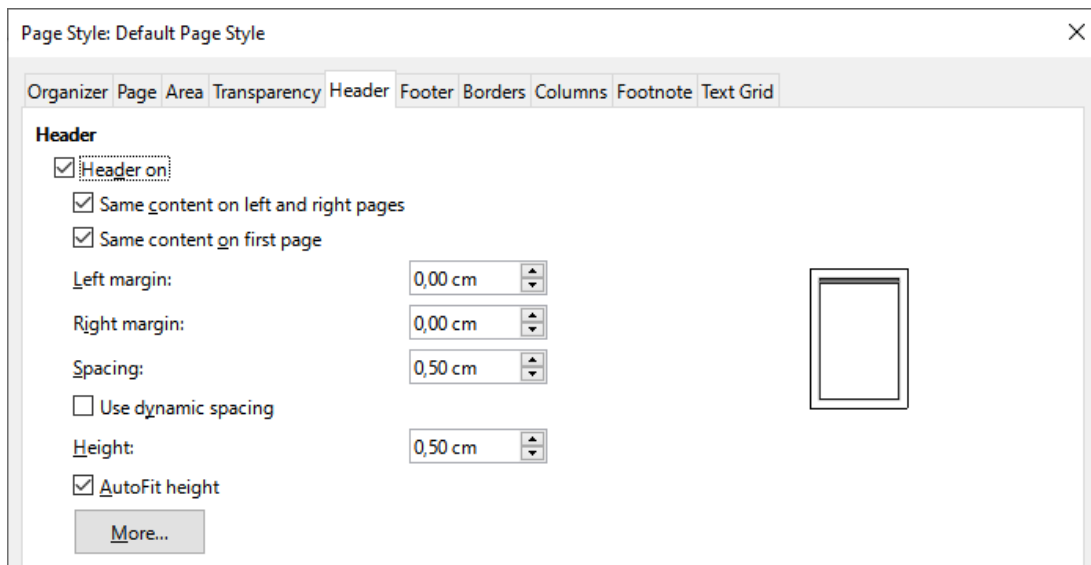 Page Style: Default Page Style
Organizer Page Area Transparency Header Footer Borders Columns Footnote Text Grid
Header
Header on
Same content on left and right pages
Same content on first page
Left margin: 0,00 cm
Right margin: 0,00 cm
Spacing: 0,50 cm
Use dynamic spacing
Height: 0,50 cm
AutoFit height
More...